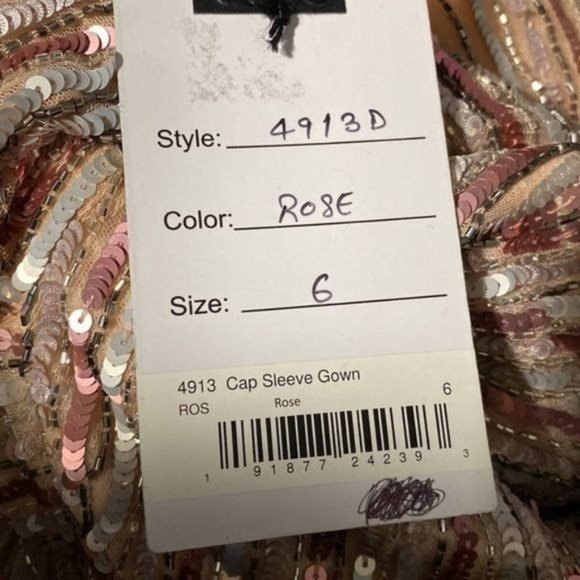 Style: 4913D
Color: ROSE
Size: 6
4913 Cap Sleeve Gown
ROS Rose 6
1 91877 24239 3